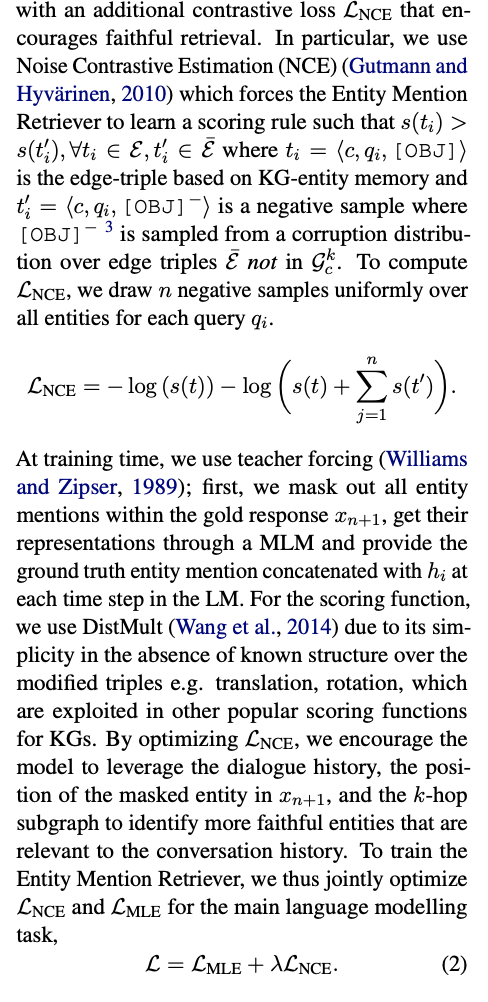 with an additional contrastive loss ℒ_NCE that en-
courages faithful retrieval. In particular, we use
Noise Contrastive Estimation (NCE) (Gutmann and
Hyvärinen, 2010) which forces the Entity Mention
Retriever to learn a scoring rule such that s(t_i) >
s(t′_i), ∀t_i ∈ ℰ, t′_i ∈ ℰ̄ where t_i = ⟨c, q_i, [OBJ]⟩
is the edge-triple based on KG-entity memory and
t′_i = ⟨c, q_i, [OBJ]⁻⟩ is a negative sample where
[OBJ]⁻ ³ is sampled from a corruption distribu-
tion over edge triples ℰ̄ not in 𝒢_c^k. To compute
ℒ_NCE, we draw n negative samples uniformly over
all entities for each query q_i.
ℒ_NCE = − log (s(t)) − log (s(t) + ∑_{j=1}^{n} s(t′)).
At training time, we use teacher forcing (Williams
and Zipser, 1989); first, we mask out all entity
mentions within the gold response x_{n+1}, get their
representations through a MLM and provide the
ground truth entity mention concatenated with h_i at
each time step in the LM. For the scoring function,
we use DistMult (Wang et al., 2014) due to its sim-
plicity in the absence of known structure over the
modified triples e.g. translation, rotation, which
are exploited in other popular scoring functions
for KGs. By optimizing ℒ_NCE, we encourage the
model to leverage the dialogue history, the posi-
tion of the masked entity in x_{n+1}, and the k-hop
subgraph to identify more faithful entities that are
relevant to the conversation history. To train the
Entity Mention Retriever, we thus jointly optimize
ℒ_NCE and ℒ_MLE for the main language modelling
task,
ℒ = ℒ_MLE + λℒ_NCE. (2)